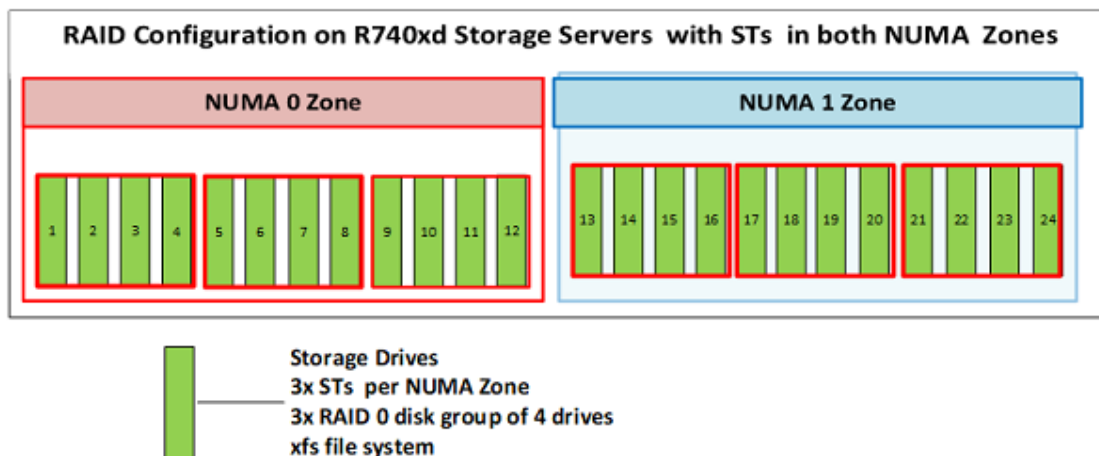 RAID Configuration on R740xd Storage Servers with STs in both NUMA Zones
NUMA 0 Zone
NUMA 1 Zone
1 2 3 4 5 6 7 8 9 10 11 12
13 14 15 16 17 18 19 20 21 22 23 24
Storage Drives
3x STs per NUMA Zone
3x RAID 0 disk group of 4 drives
xfs file system